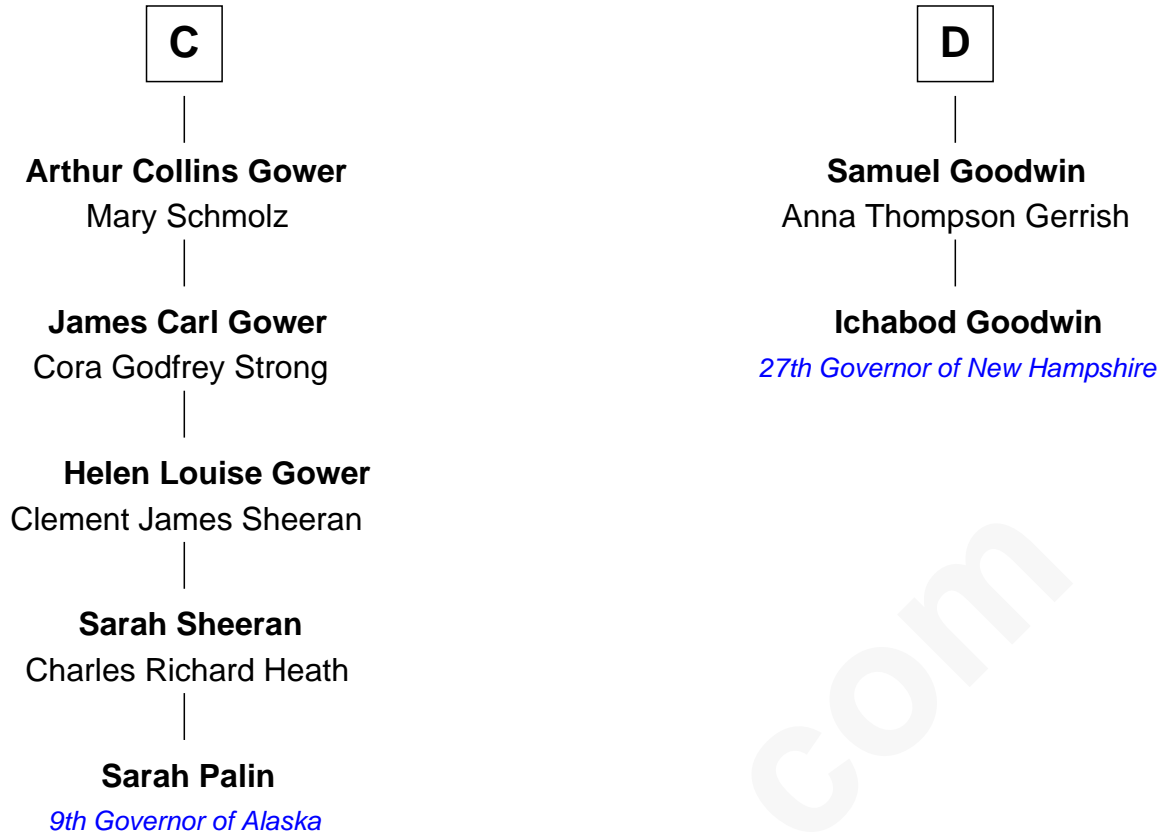 C
Arthur Collins Gower
Mary Schmolz
James Carl Gower
Cora Godfrey Strong
Helen Louise Gower
Clement James Sheeran
Sarah Sheeran
Charles Richard Heath
Sarah Palin
9th Governor of Alaska
D
Samuel Goodwin
Anna Thompson Gerrish
Ichabod Goodwin
27th Governor of New Hampshire
com